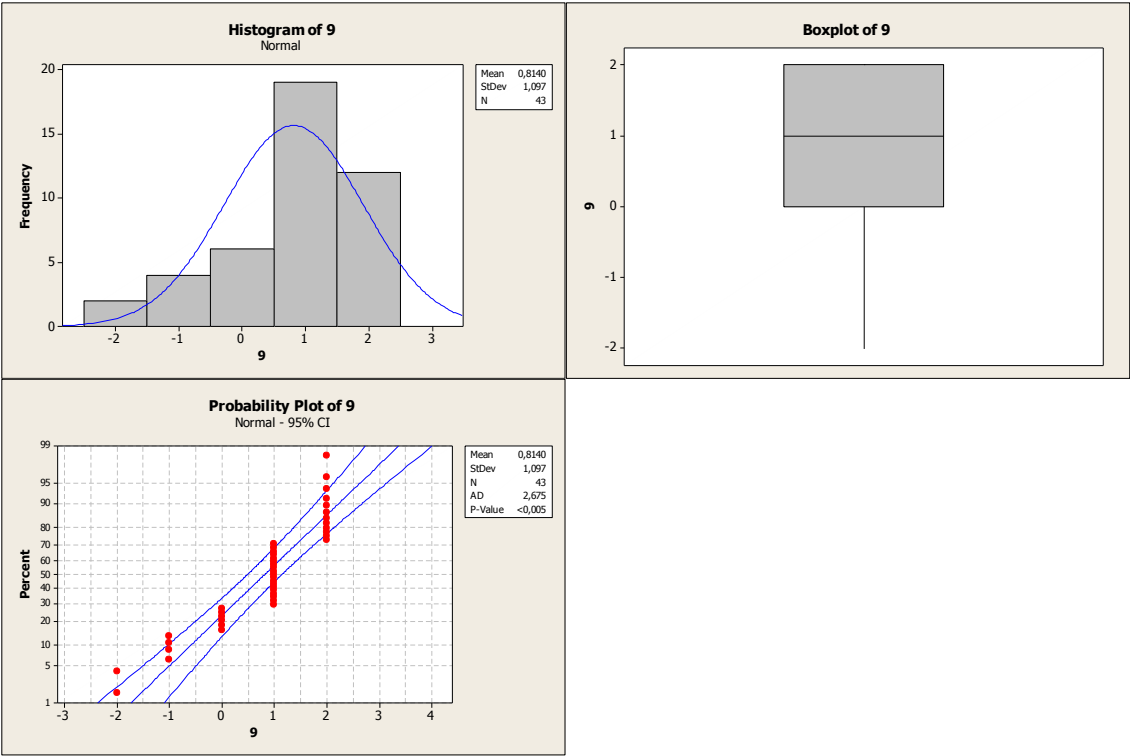 Histogram of 9
Normal
Frequency
20
15
10
5
0
-2 -1 0 1 2 3
9
Mean 0,8140
StDev 1,097
N 43
Boxplot of 9
9
2
1
0
-1
-2
Probability Plot of 9
Normal - 95% CI
Percent
99
95
90
80
70
60
50
40
30
20
10
5
1
-3 -2 -1 0 1 2 3 4
9
Mean 0,8140
StDev 1,097
N 43
AD 2,675
P-Value <0,005